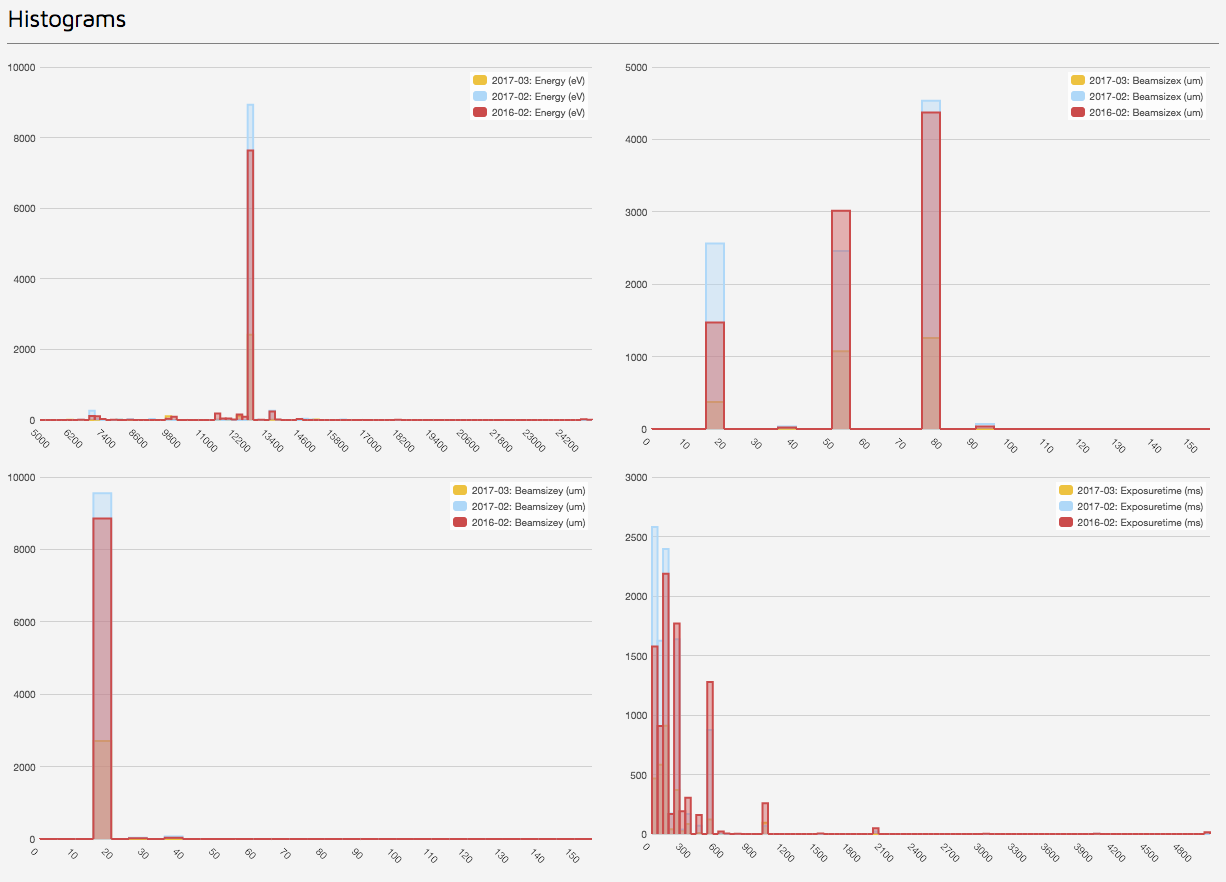 Histograms
10000
8000
6000
4000
2000
0
5000 6200 7400 8600 9800 11000 12200 13400 14600 15800 17000 18200 19400 20600 21800 23000 24200
2017-03: Energy (eV)
2017-02: Energy (eV)
2016-02: Energy (eV)
5000
4000
3000
2000
1000
0
0 10 20 30 40 50 60 70 80 90 100 110 120 130 140 150
2017-03: Beamsizex (um)
2017-02: Beamsizex (um)
2016-02: Beamsizex (um)
10000
8000
6000
4000
2000
0
0 10 20 30 40 50 60 70 80 90 100 110 120 130 140 150
2017-03: Beamsizey (um)
2017-02: Beamsizey (um)
2016-02: Beamsizey (um)
3000
2500
2000
1500
1000
500
0
0 300 600 900 1200 1500 1800 2100 2400 2700 3000 3300 3600 3900 4200 4500 4800
2017-03: Exposuretime (ms)
2017-02: Exposuretime (ms)
2016-02: Exposuretime (ms)